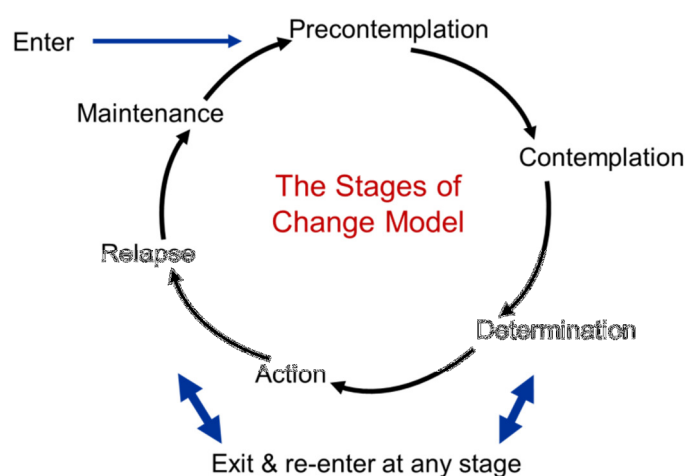 Precontemplation
Enter
Maintenance
Contemplation
The Stages of
Change Model
Relapse
Determination
Action
Exit & re-enter at any stage